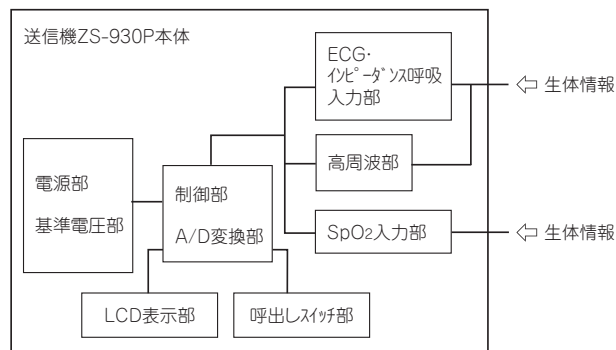 送信機ZS-930P本体
ECG･
ｲﾝﾋﾟｰﾀﾞﾝｽ呼吸
入力部
⇦ 生体情報
高周波部
電源部
基準電圧部
制御部
A/D変換部
SpO2入力部
⇦ 生体情報
LCD表示部
呼出しｽｲｯﾁ部